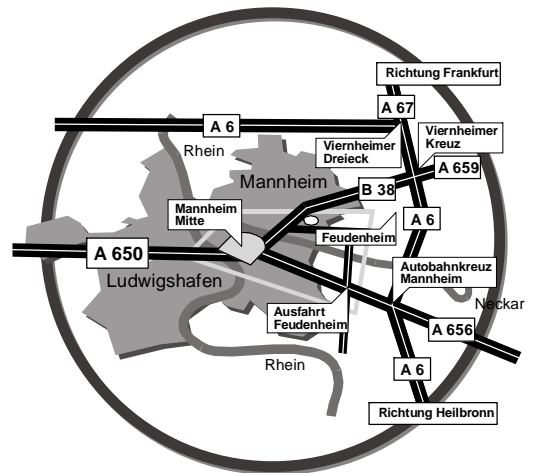 Richtung Frankfurt
A 67
A 6
Viernheimer
Kreuz
Viernheimer
Dreieck
Rhein
A 659
Mannheim
B 38
Mannheim
Mitte
A 6
Feudenheim
A 650
Autobahnkreuz
Mannheim
Ludwigshafen
Neckar
Ausfahrt
Feudenheim
A 656
Rhein
A 6
Richtung Heilbronn